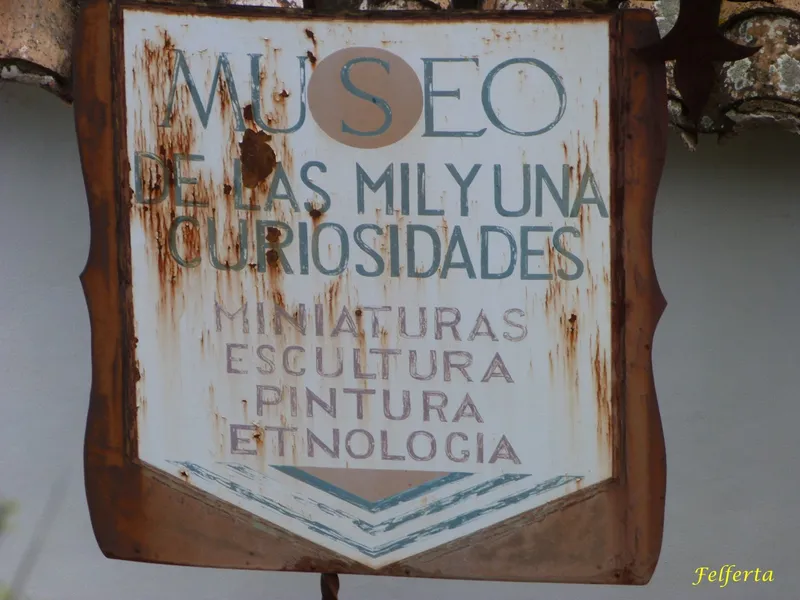 MUSEO
DE LAS MIL Y UNA
CURIOSIDADES
MINIATURAS
ESCULTURA
PINTURA
ETNOLOGIA
Felferta